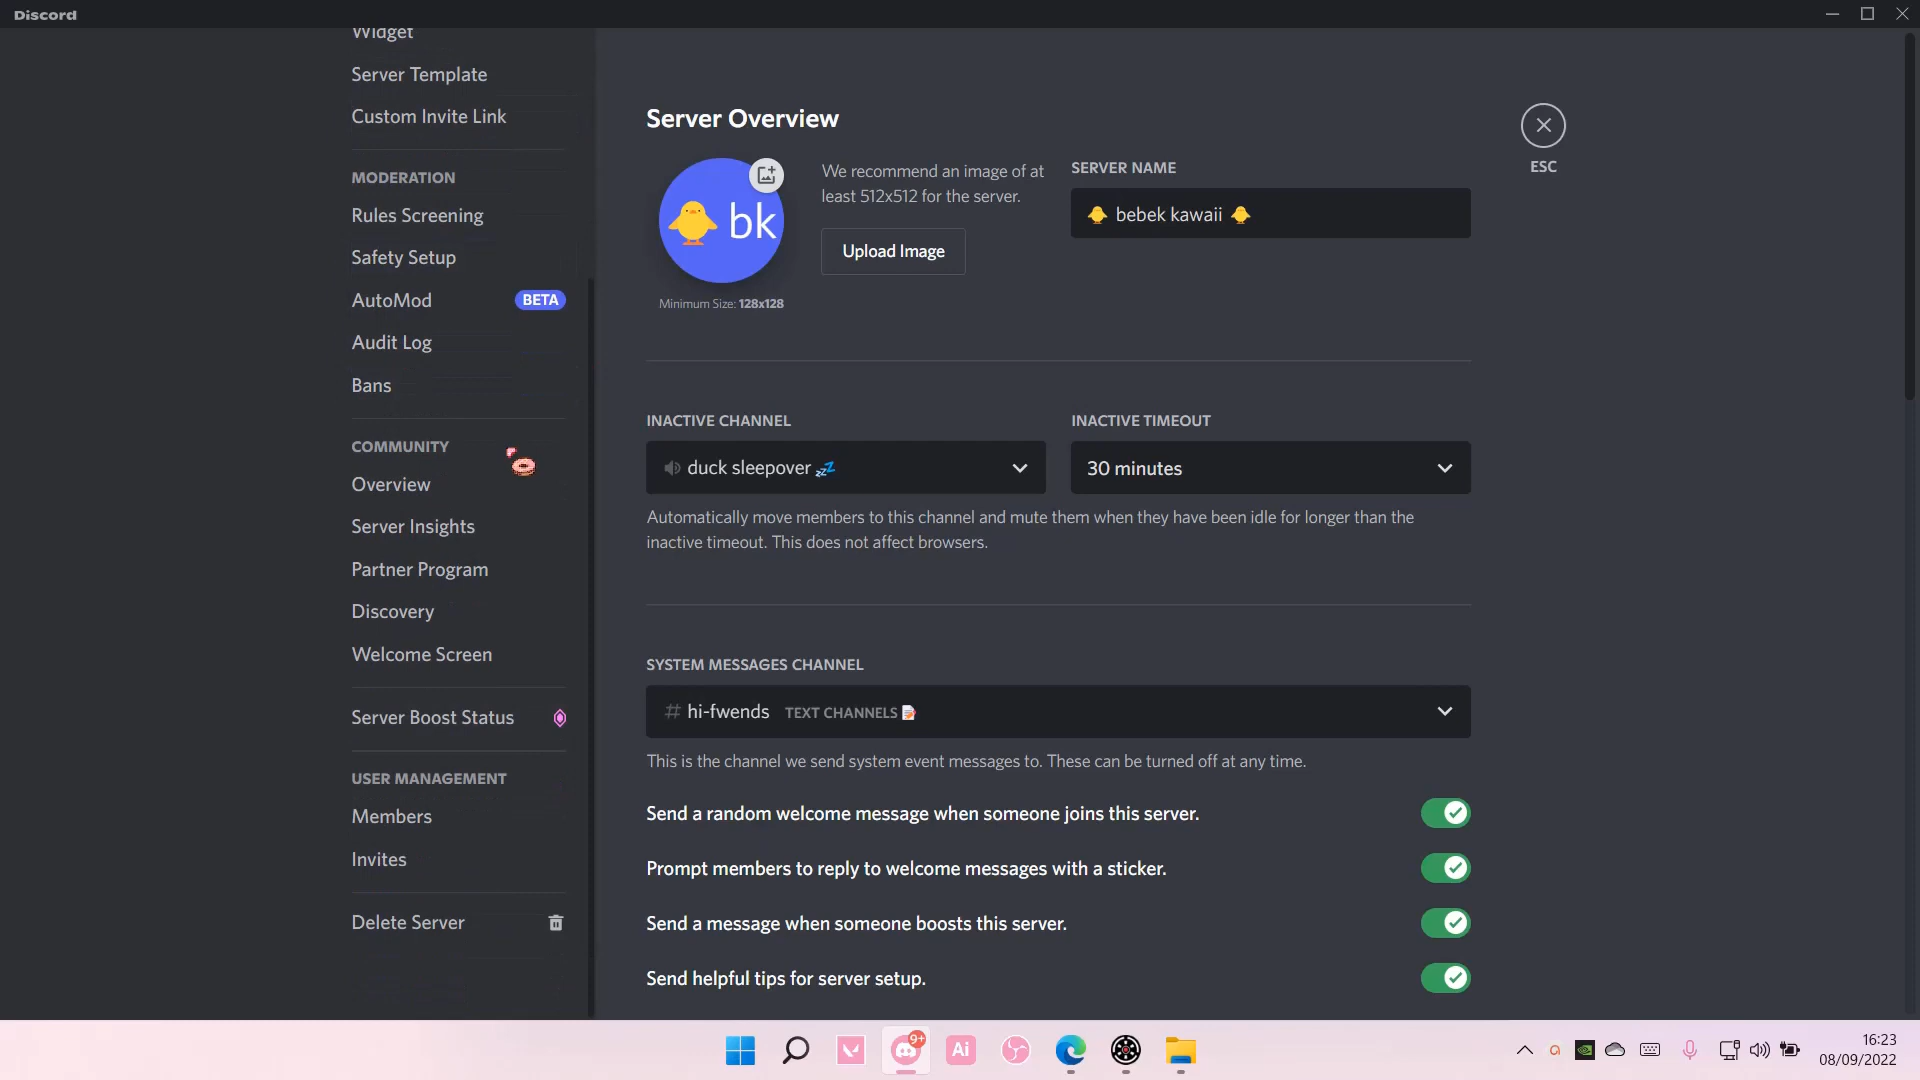 Discord
Widget
Server Template
Custom Invite Link
MODERATION
Rules Screening
Safety Setup
AutoMod BETA
Audit Log
Bans
COMMUNITY
Overview
Server Insights
Partner Program
Discovery
Welcome Screen
Server Boost Status
USER MANAGEMENT
Members
Invites
Delete Server
Server Overview
🐥 bk
Minimum Size: 128x128
We recommend an image of at
least 512x512 for the server.
Upload Image
SERVER NAME
🐥 bebek kawaii 🐥
ESC
INACTIVE CHANNEL
duck sleepover 💤
INACTIVE TIMEOUT
30 minutes
Automatically move members to this channel and mute them when they have been idle for longer than the
inactive timeout. This does not affect browsers.
SYSTEM MESSAGES CHANNEL
# hi-fwends TEXT CHANNELS 📝
This is the channel we send system event messages to. These can be turned off at any time.
Send a random welcome message when someone joins this server.
Prompt members to reply to welcome messages with a sticker.
Send a message when someone boosts this server.
Send helpful tips for server setup.
9+
Ai
16:23
08/09/2022